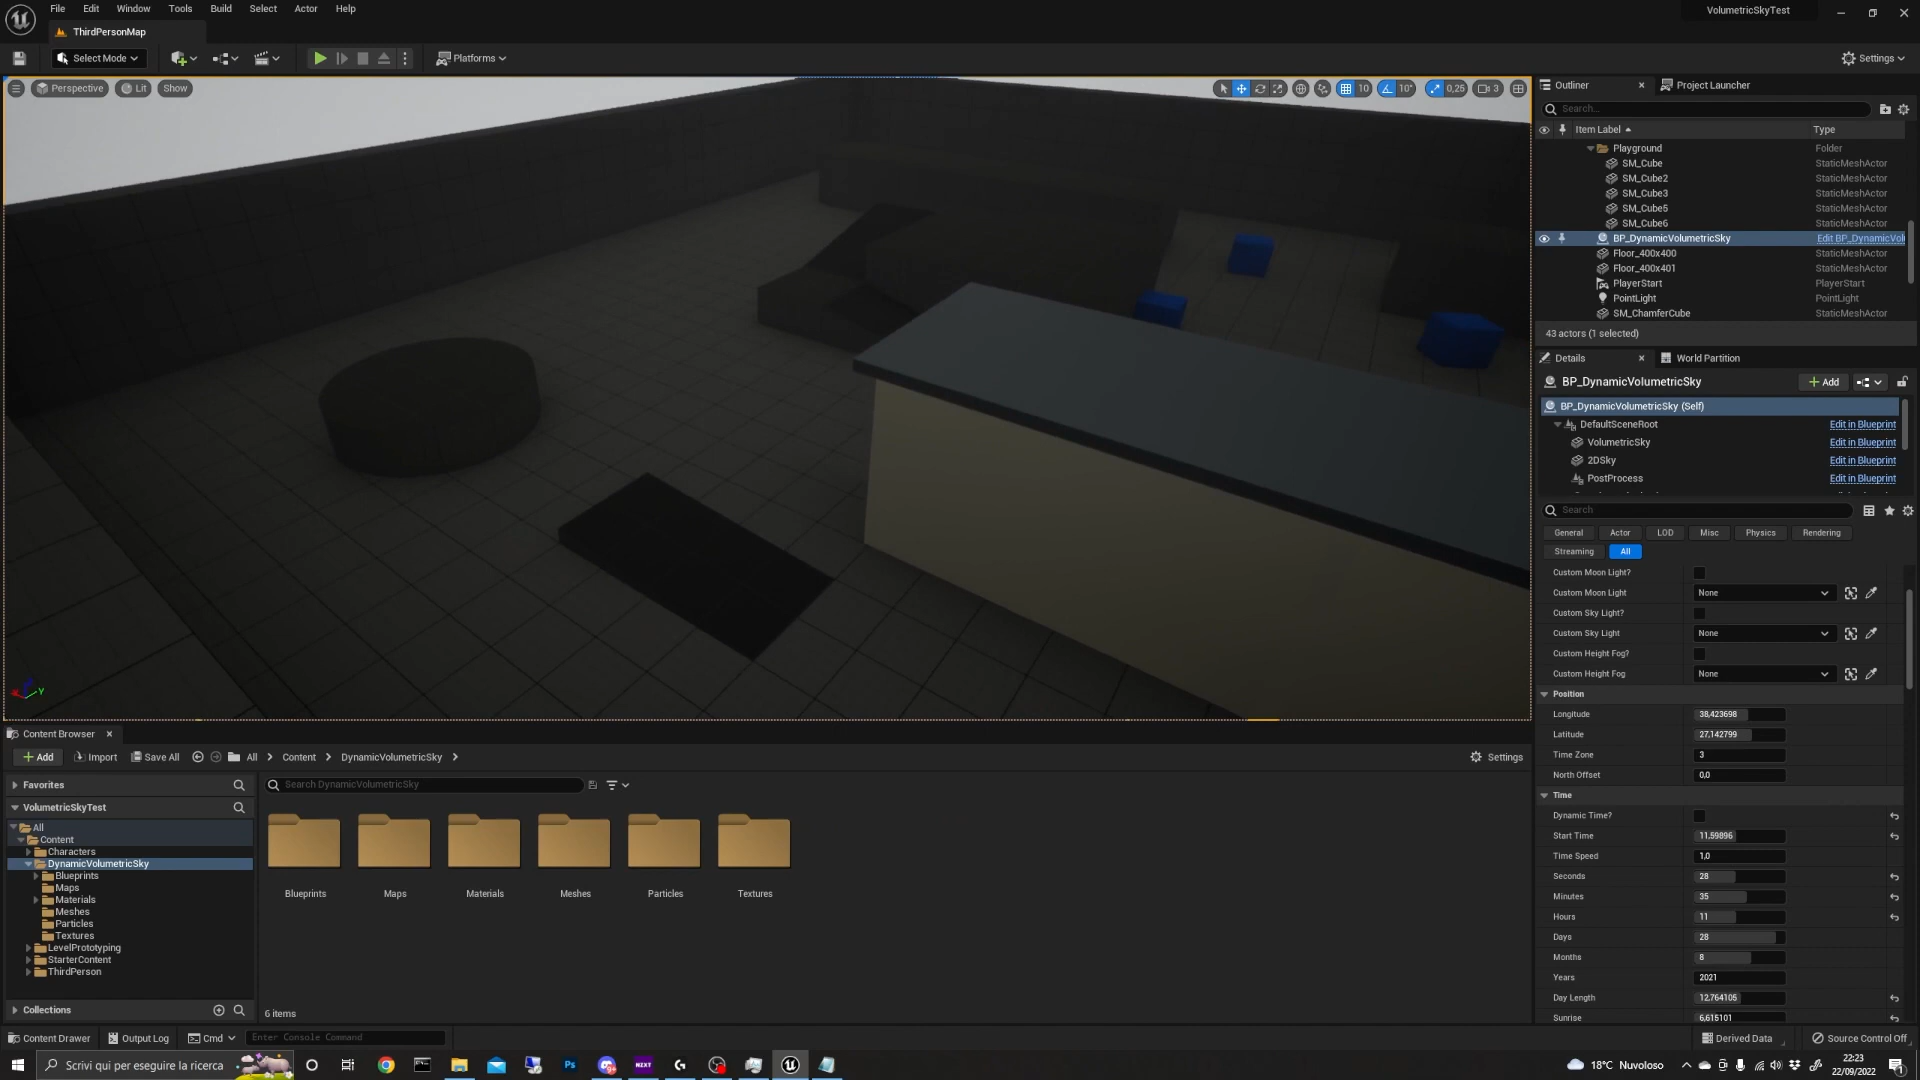 File Edit Window Tools Build Select Actor Help
VolumetricSkyTest
ThirdPersonMap
Select Mode
Platforms
Settings
Perspective Lit Show
10 10° 0,25 3
Outliner
Project Launcher
Search...
Item Label Type
Playground Folder
SM_Cube StaticMeshActor
SM_Cube2 StaticMeshActor
SM_Cube3 StaticMeshActor
SM_Cube5 StaticMeshActor
SM_Cube6 StaticMeshActor
BP_DynamicVolumetricSky Edit BP_DynamicVol
Floor_400x400 StaticMeshActor
Floor_400x401 StaticMeshActor
PlayerStart PlayerStart
PointLight PointLight
SM_ChamferCube StaticMeshActor
43 actors (1 selected)
Details
World Partition
BP_DynamicVolumetricSky
Add
BP_DynamicVolumetricSky (Self)
DefaultSceneRoot Edit in Blueprint
VolumetricSky Edit in Blueprint
2DSky Edit in Blueprint
PostProcess Edit in Blueprint
Search
General Actor LOD Misc Physics Rendering
Streaming All
Custom Moon Light?
Custom Moon Light None
Custom Sky Light?
Custom Sky Light None
Custom Height Fog?
Custom Height Fog None
Position
Longitude 38,423698
Latitude 27,142799
Time Zone 3
North Offset 0,0
Time
Dynamic Time?
Start Time 11,59896
Time Speed 1,0
Seconds 28
Minutes 35
Hours 11
Days 28
Months 8
Years 2021
Day Length 12,764105
Sunrise 6,615101
Content Browser
Add Import Save All All Content DynamicVolumetricSky
Settings
Favorites
VolumetricSkyTest
All
Content
Characters
DynamicVolumetricSky
Blueprints
Maps
Materials
Meshes
Particles
Textures
LevelPrototyping
StarterContent
ThirdPerson
Collections
Search DynamicVolumetricSky
Blueprints Maps Materials Meshes Particles Textures
6 items
Content Drawer Output Log Cmd Enter Console Command
Derived Data Source Control Off
Scrivi qui per eseguire la ricerca
Ps
NZXT
18°C Nuvoloso
22:23
22/09/2022